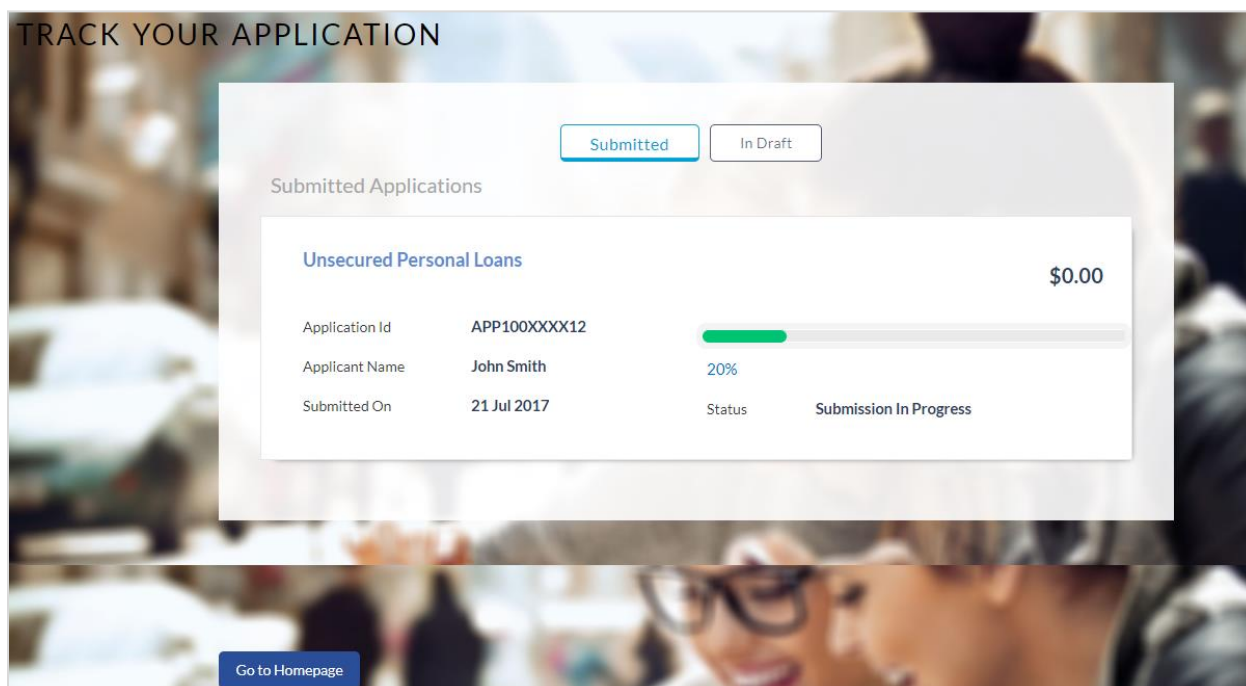 TRACK YOUR APPLICATION
Submitted
In Draft
Submitted Applications
Unsecured Personal Loans
$0.00
Application Id APP100XXXX12
Applicant Name John Smith
20%
Submitted On 21 Jul 2017
Status Submission In Progress
Go to Homepage